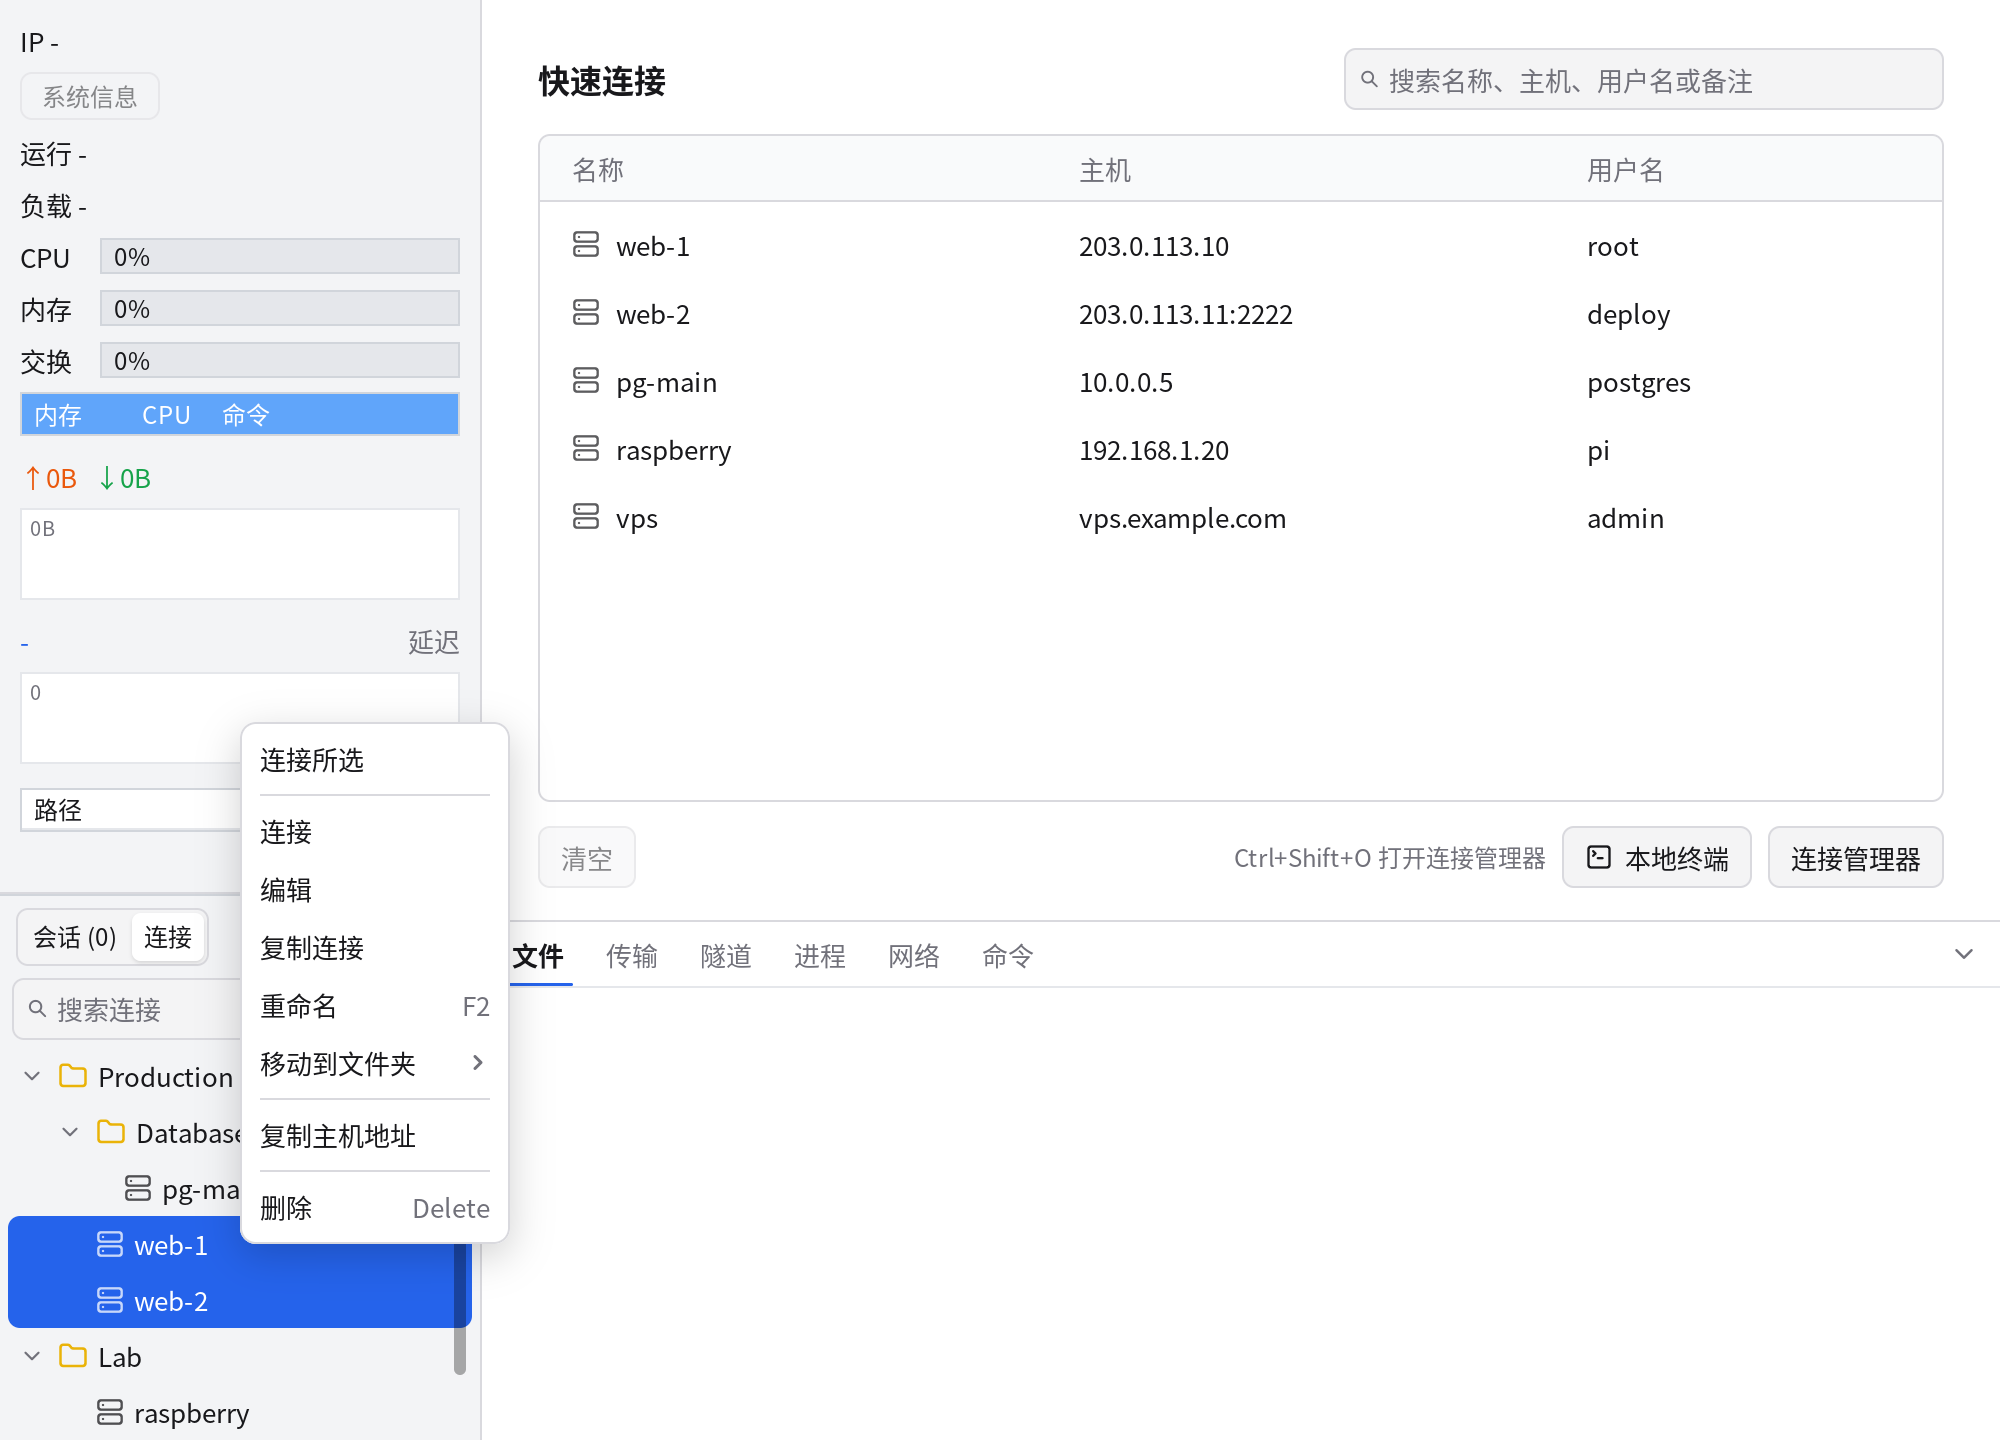 IP -
系统信息
运行 -
负载 -
CPU 0%
内存 0%
交换 0%
内存 CPU 命令
↑0B ↓0B
0B
- 延迟
0
路径
会话 (0) 连接
搜索连接
Production
Database
pg-ma
web-1
web-2
Lab
raspberry
连接所选
连接
编辑
复制连接
重命名 F2
移动到文件夹
复制主机地址
删除 Delete
快速连接
搜索名称、主机、用户名或备注
名称 主机 用户名
web-1 203.0.113.10 root
web-2 203.0.113.11:2222 deploy
pg-main 10.0.0.5 postgres
raspberry 192.168.1.20 pi
vps vps.example.com admin
清空
Ctrl+Shift+O 打开连接管理器 本地终端 连接管理器
文件 传输 隧道 进程 网络 命令